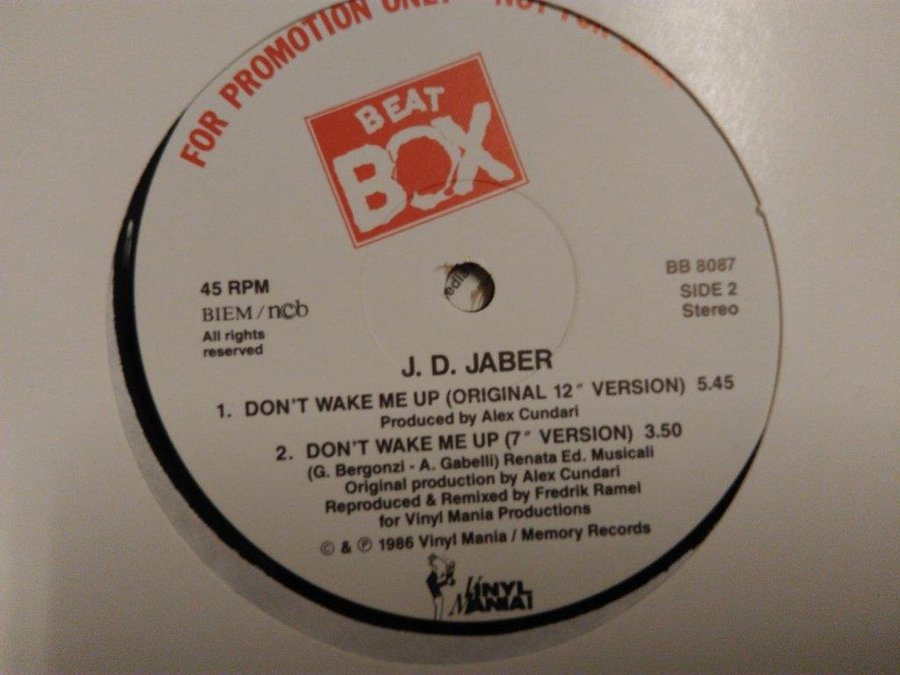 FOR PROMOTION ONLY NOT FOR
BEAT
BOX
45 RPM
BIEM / ncb
All rights
reserved
BB 8087
SIDE 2
Stereo
J. D. JABER
1. DON'T WAKE ME UP (ORIGINAL 12" VERSION) 5.45
Produced by Alex Cundari
2. DON'T WAKE ME UP (7" VERSION) 3.50
(G. Bergonzi - A. Gabelli) Renata Ed. Musicali
Original production by Alex Cundari
Reproduced & Remixed by Fredrik Ramel
for Vinyl Mania Productions
© & ℗ 1986 Vinyl Mania / Memory Records
VINYL
MANIA!